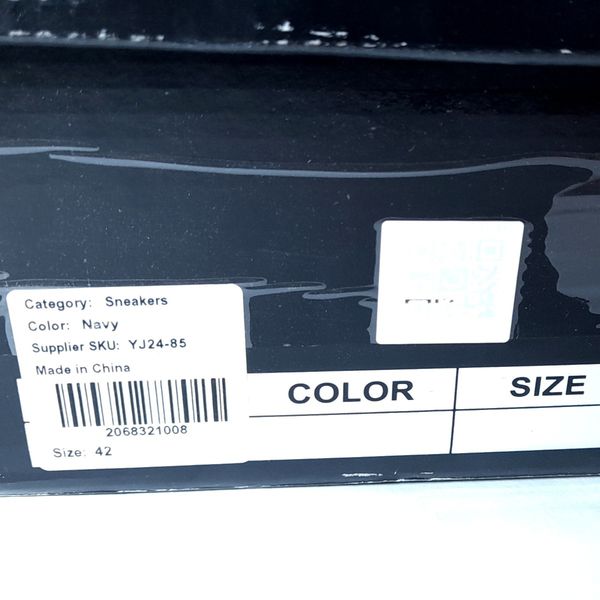 Category: Sneakers
Color: Navy
Supplier SKU: YJ24-85
Made in China
2068321008
Size: 42
COLOR SIZE